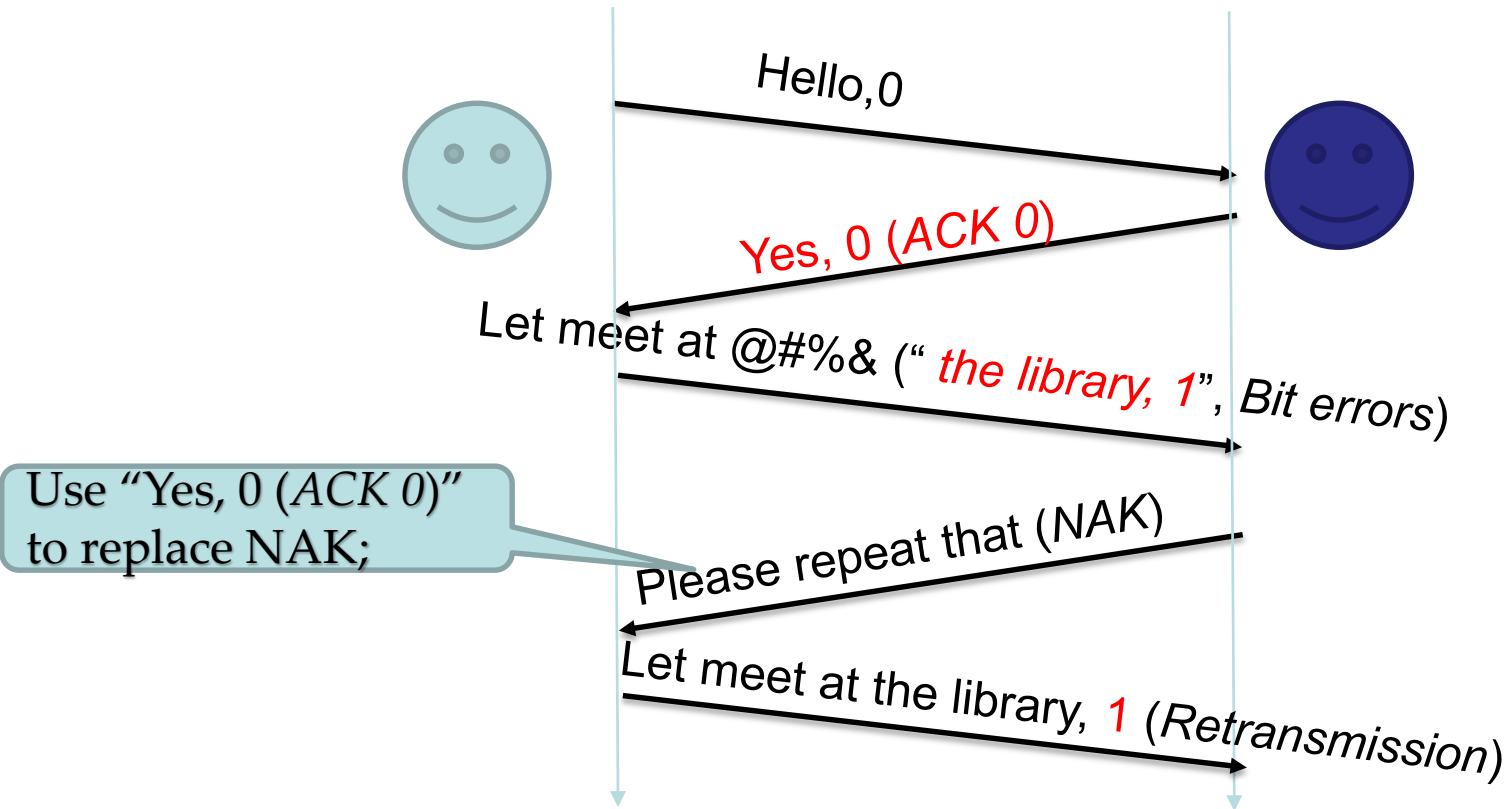 Hello,0
Yes, 0 (ACK 0)
Let meet at @#%& (“ the library, 1”, Bit errors)
Use “Yes, 0 (ACK 0)”
to replace NAK;
Please repeat that (NAK)
Let meet at the library, 1 (Retransmission)